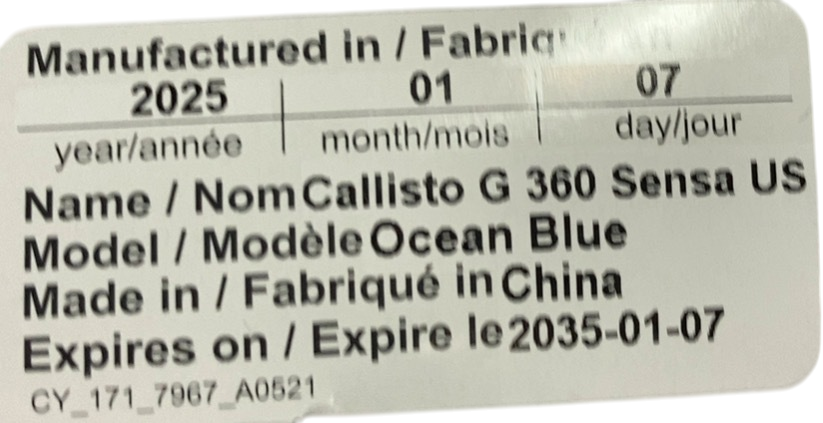 Manufactured in / Fabriq
2025 01 07
year/année month/mois day/jour
Name / Nom Callisto G 360 Sensa US
Model / Modèle Ocean Blue
Made in / Fabriqué in China
Expires on / Expire le 2035-01-07
CY_171_7967_A0521